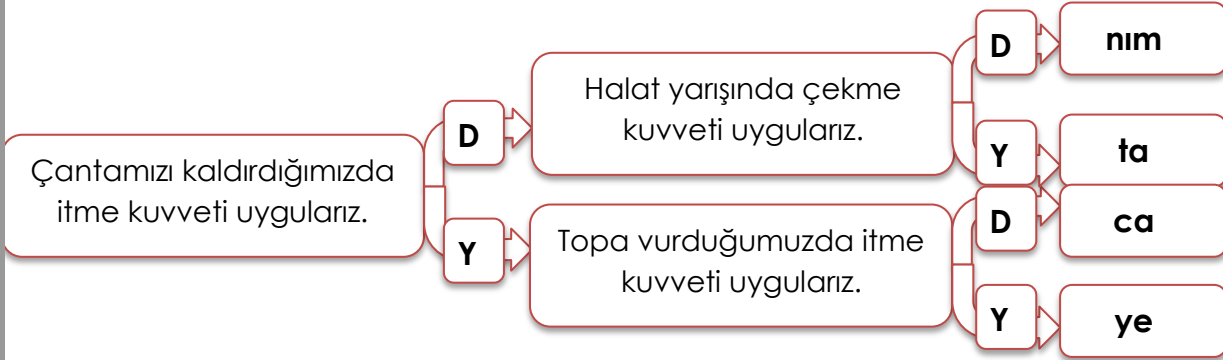 Çantamızı kaldırdığımızda
itme kuvveti uygularız.
D
Y
Halat yarışında çekme
kuvveti uygularız.
Topa vurduğumuzda itme
kuvveti uygularız.
D
nım
Y
ta
D
ca
Y
ye